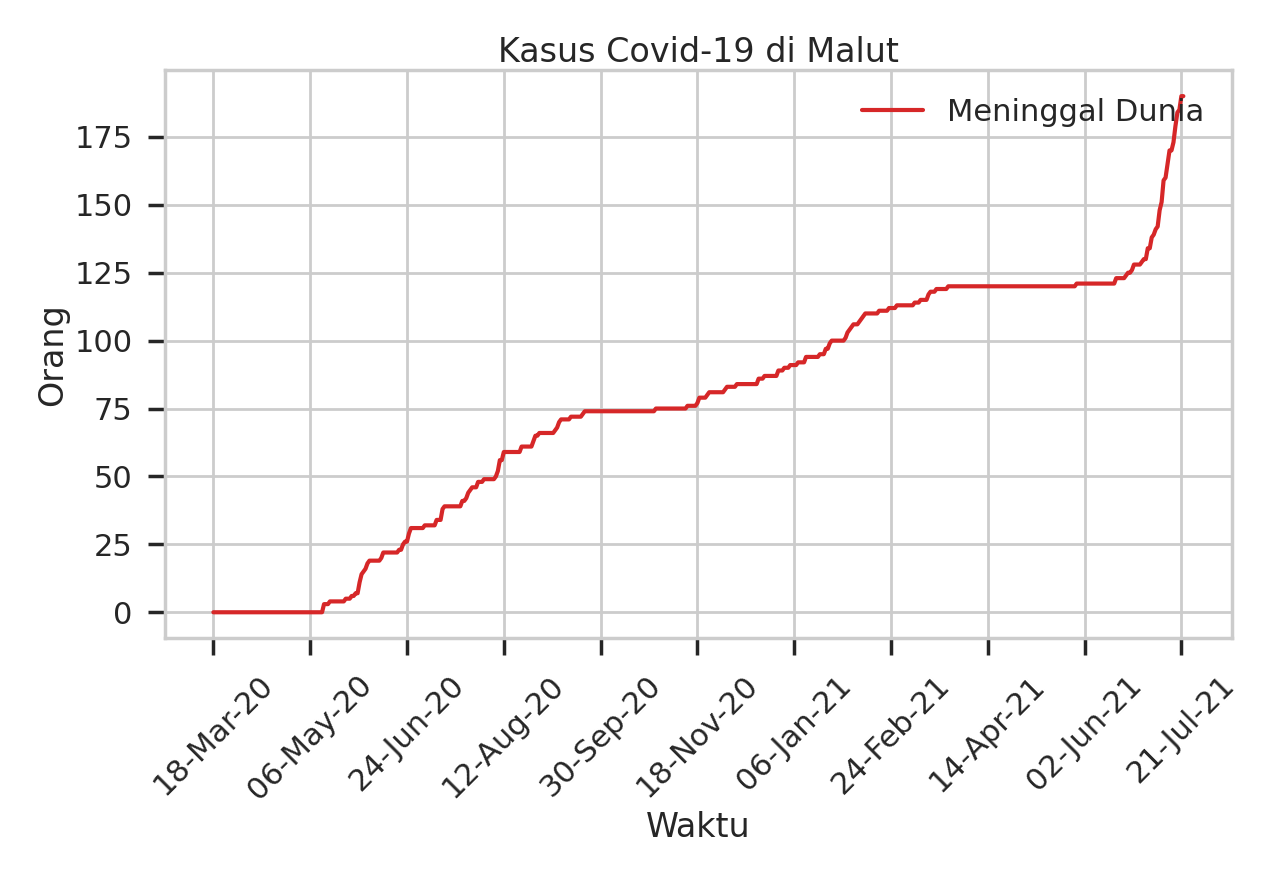 Kasus Covid-19 di Malut
Meninggal Dunia
175
150
125
100
75
50
25
0
Orang
18-Mar-20
06-May-20
24-Jun-20
12-Aug-20
30-Sep-20
18-Nov-20
06-Jan-21
24-Feb-21
14-Apr-21
02-Jun-21
21-Jul-21
Waktu